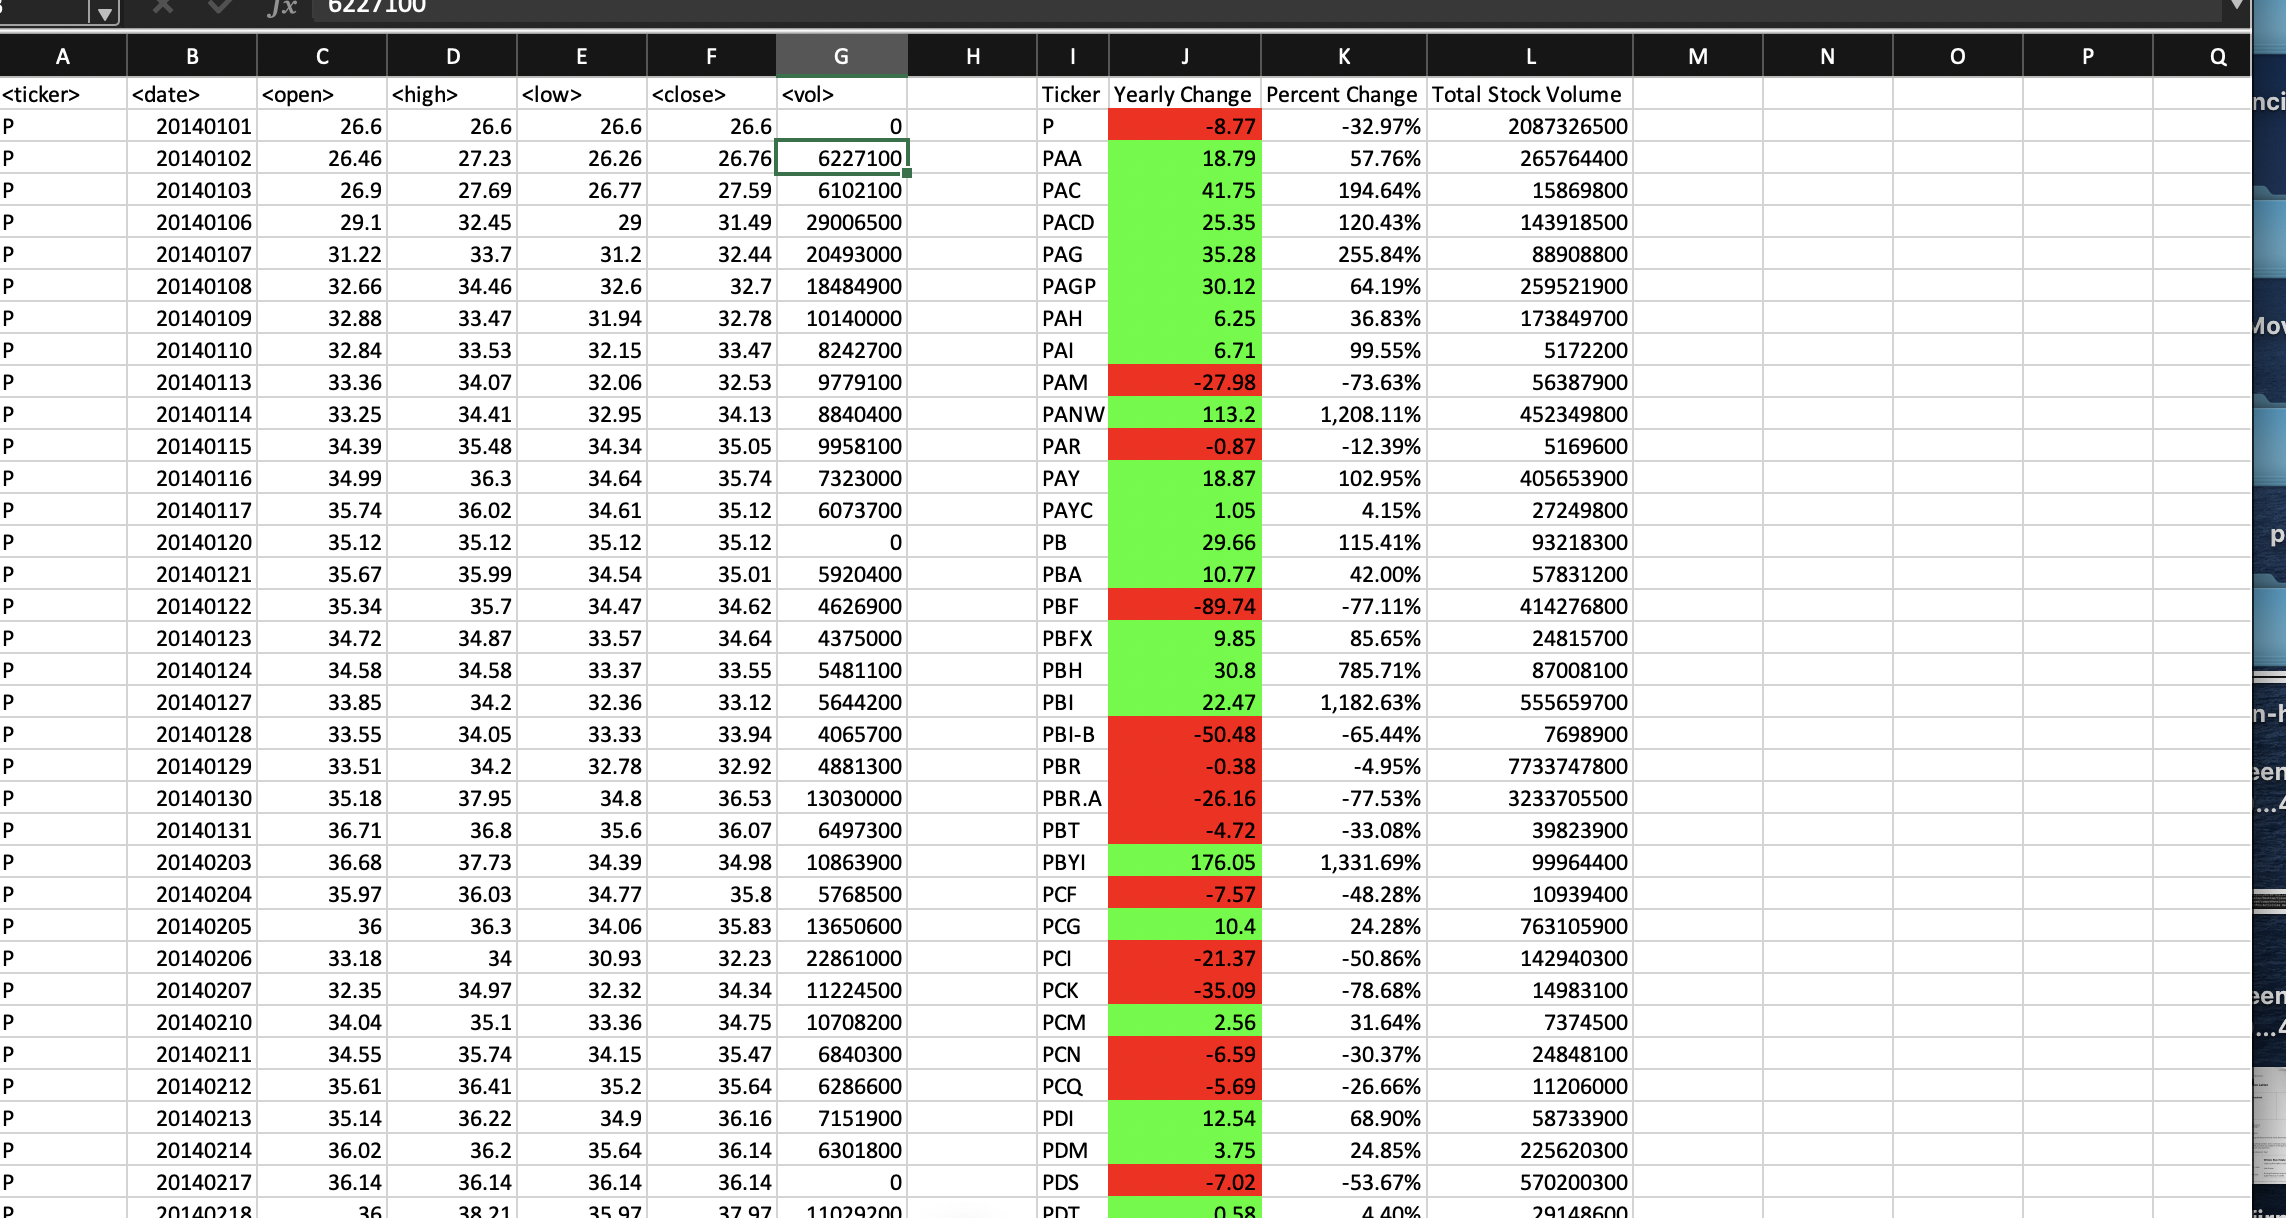 fx 6227100
A B C D E F G H I J K L M N O P Q
<ticker> <date> <open> <high> <low> <close> <vol> Ticker Yearly Change Percent Change Total Stock Volume
P 20140101 26.6 26.6 26.6 26.6 0 P -8.77 -32.97% 2087326500
P 20140102 26.46 27.23 26.26 26.76 6227100 PAA 18.79 57.76% 265764400
P 20140103 26.9 27.69 26.77 27.59 6102100 PAC 41.75 194.64% 15869800
P 20140106 29.1 32.45 29 31.49 29006500 PACD 25.35 120.43% 143918500
P 20140107 31.22 33.7 31.2 32.44 20493000 PAG 35.28 255.84% 88908800
P 20140108 32.66 34.46 32.6 32.7 18484900 PAGP 30.12 64.19% 259521900
P 20140109 32.88 33.47 31.94 32.78 10140000 PAH 6.25 36.83% 173849700
P 20140110 32.84 33.53 32.15 33.47 8242700 PAI 6.71 99.55% 5172200
P 20140113 33.36 34.07 32.06 32.53 9779100 PAM -27.98 -73.63% 56387900
P 20140114 33.25 34.41 32.95 34.13 8840400 PANW 113.2 1,208.11% 452349800
P 20140115 34.39 35.48 34.34 35.05 9958100 PAR -0.87 -12.39% 5169600
P 20140116 34.99 36.3 34.64 35.74 7323000 PAY 18.87 102.95% 405653900
P 20140117 35.74 36.02 34.61 35.12 6073700 PAYC 1.05 4.15% 27249800
P 20140120 35.12 35.12 35.12 35.12 0 PB 29.66 115.41% 93218300
P 20140121 35.67 35.99 34.54 35.01 5920400 PBA 10.77 42.00% 57831200
P 20140122 35.34 35.7 34.47 34.62 4626900 PBF -89.74 -77.11% 414276800
P 20140123 34.72 34.87 33.57 34.64 4375000 PBFX 9.85 85.65% 24815700
P 20140124 34.58 34.58 33.37 33.55 5481100 PBH 30.8 785.71% 87008100
P 20140127 33.85 34.2 32.36 33.12 5644200 PBI 22.47 1,182.63% 555659700
P 20140128 33.55 34.05 33.33 33.94 4065700 PBI-B -50.48 -65.44% 7698900
P 20140129 33.51 34.2 32.78 32.92 4881300 PBR -0.38 -4.95% 7733747800
P 20140130 35.18 37.95 34.8 36.53 13030000 PBR.A -26.16 -77.53% 3233705500
P 20140131 36.71 36.8 35.6 36.07 6497300 PBT -4.72 -33.08% 39823900
P 20140203 36.68 37.73 34.39 34.98 10863900 PBYI 176.05 1,331.69% 99964400
P 20140204 35.97 36.03 34.77 35.8 5768500 PCF -7.57 -48.28% 10939400
P 20140205 36 36.3 34.06 35.83 13650600 PCG 10.4 24.28% 763105900
P 20140206 33.18 34 30.93 32.23 22861000 PCI -21.37 -50.86% 142940300
P 20140207 32.35 34.97 32.32 34.34 11224500 PCK -35.09 -78.68% 14983100
P 20140210 34.04 35.1 33.36 34.75 10708200 PCM 2.56 31.64% 7374500
P 20140211 34.55 35.74 34.15 35.47 6840300 PCN -6.59 -30.37% 24848100
P 20140212 35.61 36.41 35.2 35.64 6286600 PCQ -5.69 -26.66% 11206000
P 20140213 35.14 36.22 34.9 36.16 7151900 PDI 12.54 68.90% 58733900
P 20140214 36.02 36.2 35.64 36.14 6301800 PDM 3.75 24.85% 225620300
P 20140217 36.14 36.14 36.14 36.14 0 PDS -7.02 -53.67% 570200300
P 20140218 36 38.21 35.97 37.97 11029200 PDT 0.58 4.40% 29148600